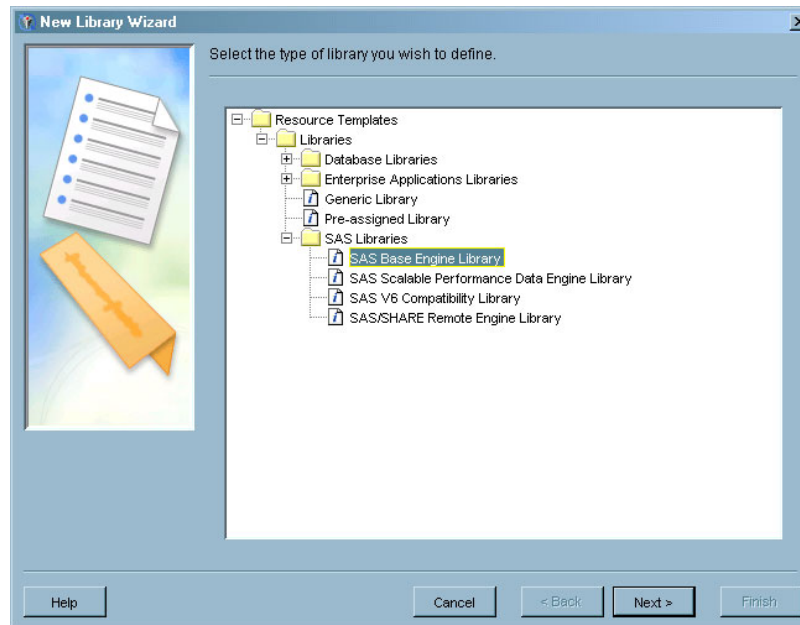 New Library Wizard
Select the type of library you wish to define.
Resource Templates
Libraries
Database Libraries
Enterprise Applications Libraries
Generic Library
Pre-assigned Library
SAS Libraries
SAS Base Engine Library
SAS Scalable Performance Data Engine Library
SAS V6 Compatibility Library
SAS/SHARE Remote Engine Library
Help Cancel < Back Next > Finish